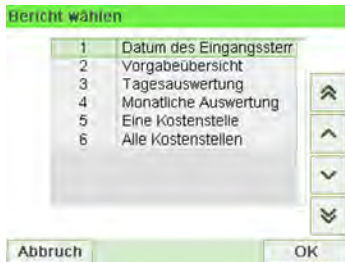 Bericht wählen
1 Datum des Eingangsstem
2 Vorgabeübersicht
3 Tagesauswertung
4 Monatliche Auswertung
5 Eine Kostenstelle
6 Alle Kostenstellen
Abbruch
OK